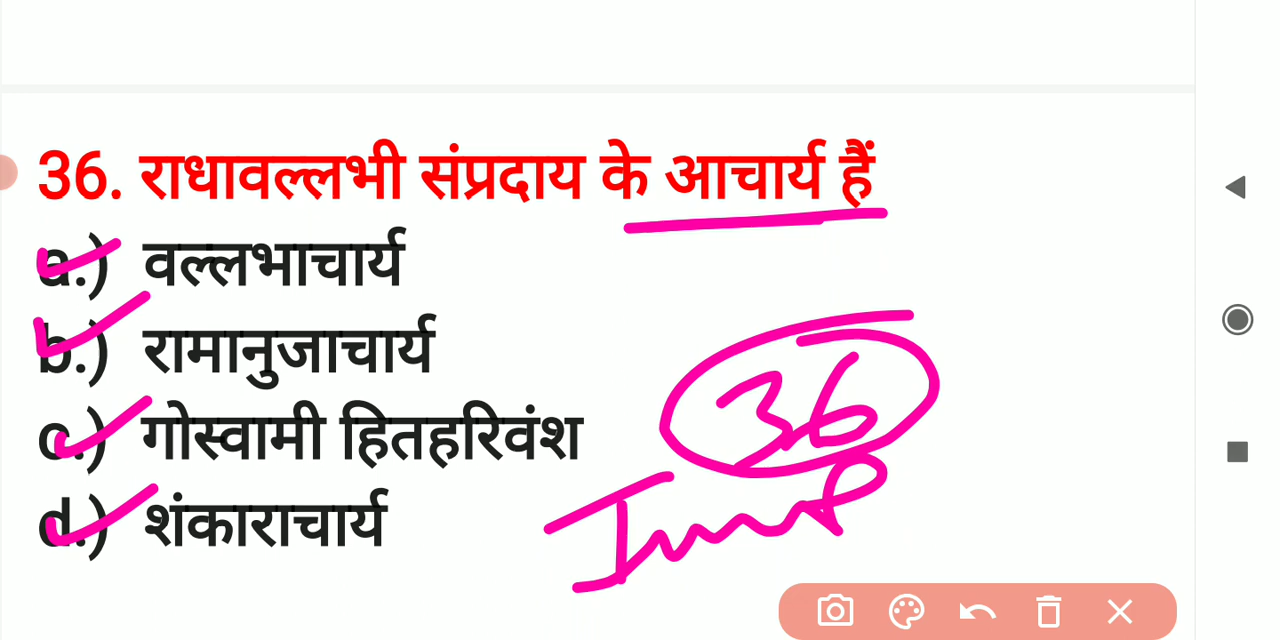 36. राधावल्लभी संप्रदाय के आचार्य हैं
a.) वल्लभाचार्य
b.) रामानुजाचार्य
c.) गोस्वामी हितहरिवंश
d.) शंकाराचार्य
36
Imp